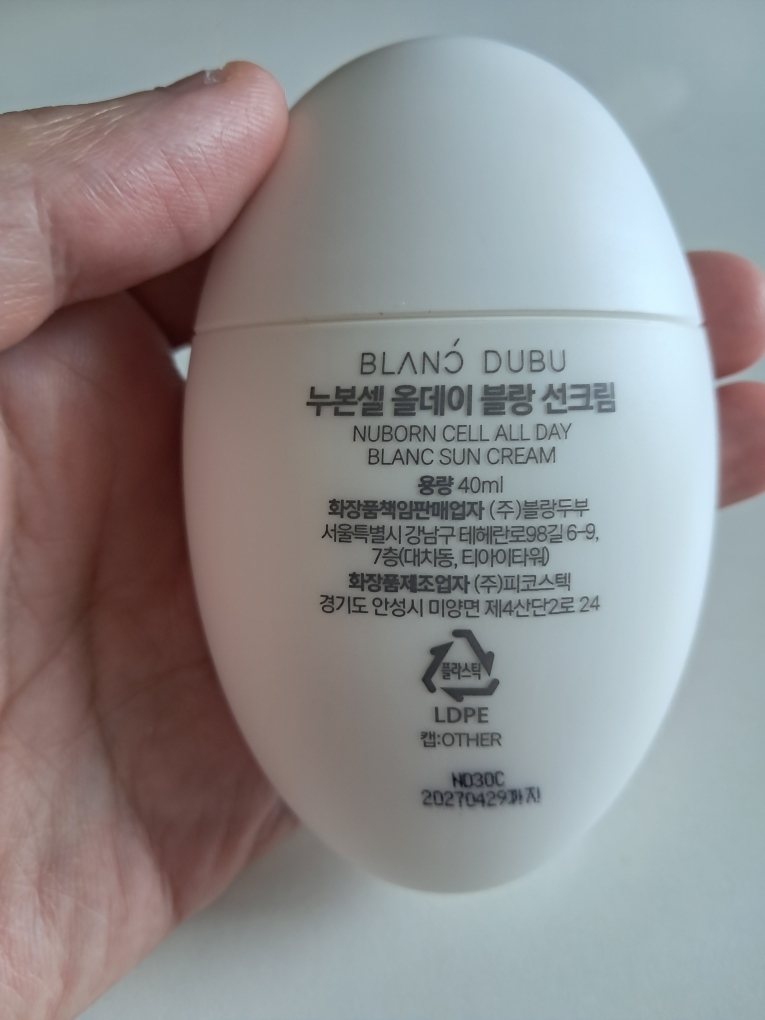 BLANC DUBU
누본셀 올데이 블랑 선크림
NUBORN CELL ALL DAY
BLANC SUN CREAM
용량 40ml
화장품책임판매업자 (주)블랑두부
서울특별시 강남구 테헤란로98길 6-9,
7층(대치동, 티아이타워)
화장품제조업자 (주)피코스텍
경기도 안성시 미양면 제4산단2로 24
플라스틱
LDPE
캡:OTHER
ND30C
20270429까지